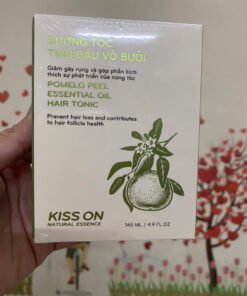 DƯỠNG TÓC
TINH DẦU VỎ BƯỞI
Giảm gãy rụng và góp phần kích
thích sự phát triển của nang tóc
POMELO PEEL
ESSENTIAL OIL
HAIR TONIC
Prevent hair loss and contributes
to hair follicle health
KISS ON
NATURAL ESSENCE
145 ML / 4.9 FL.OZ